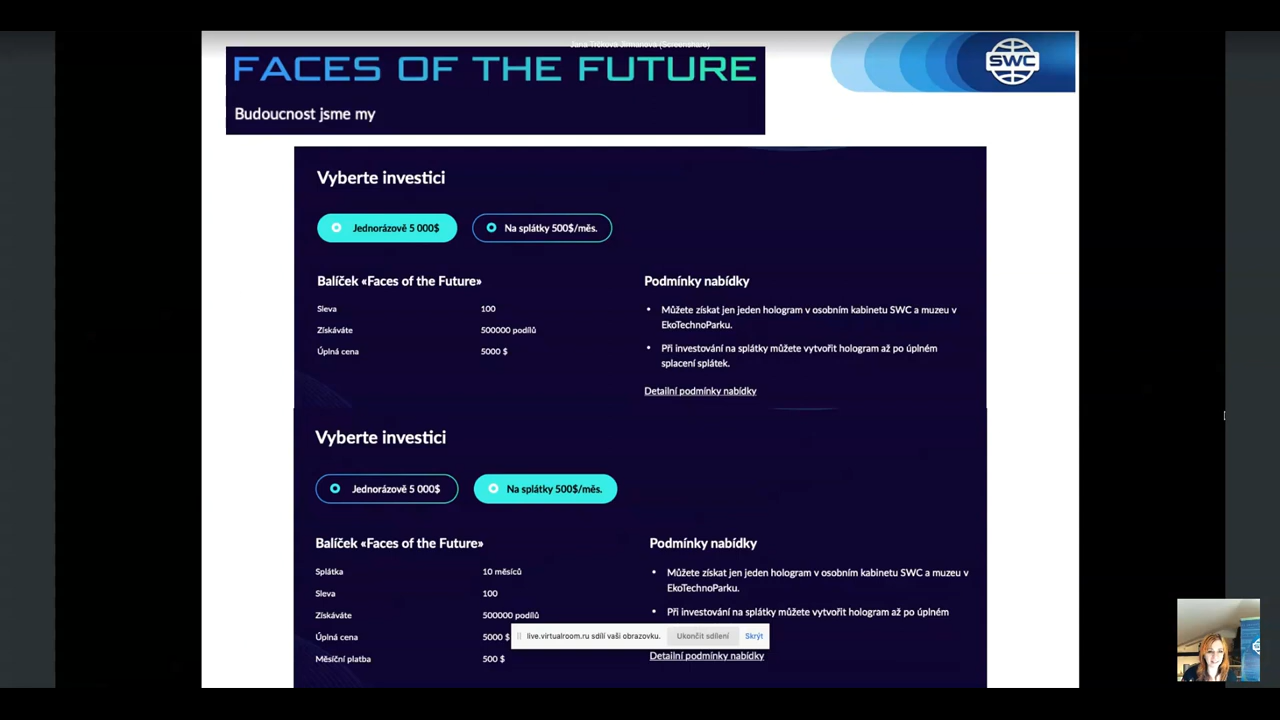 Jana Trčková Jirmanová (Screenshare)
FACES OF THE FUTURE
SWC
Budoucnost jsme my
Vyberte investici
Jednorázově 5 000$
Na splátky 500$/měs.
Balíček «Faces of the Future»
Sleva 100
Získáváte 500000 podílů
Úplná cena 5000 $
Podmínky nabídky
• Můžete získat jen jeden hologram v osobním kabinetu SWC a muzeu v
EkoTechnoParku.
• Při investování na splátky můžete vytvořit hologram až po úplném
splacení splátek.
Detailní podmínky nabídky
Vyberte investici
Jednorázově 5 000$
Na splátky 500$/měs.
Balíček «Faces of the Future»
Splátka 10 měsíců
Sleva 100
Získáváte 500000 podílů
Úplná cena 5000 $
Měsíční platba 500 $
Podmínky nabídky
• Můžete získat jen jeden hologram v osobním kabinetu SWC a muzeu v
EkoTechnoParku.
• Při investování na splátky můžete vytvořit hologram až po úplném
live.virtualroom.ru sdílí vaši obrazovku. Ukončit sdílení Skrýt
Detailní podmínky nabídky